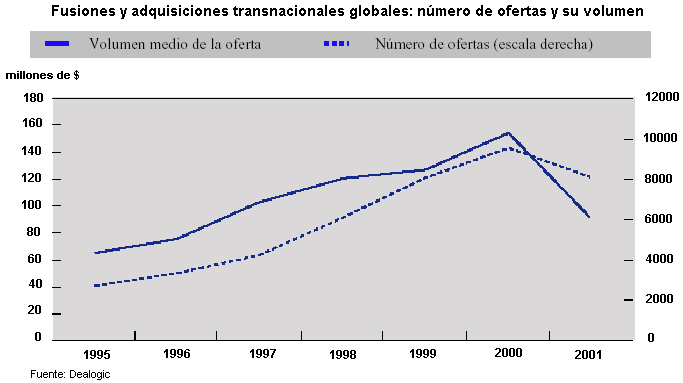 Fusiones y adquisiciones transnacionales globales: número de ofertas y su volumen
Volumen medio de la oferta
Número de ofertas (escala derecha)
millones de $
180
160
140
120
100
80
60
40
20
0
12000
10000
8000
6000
4000
2000
0
1995 1996 1997 1998 1999 2000 2001
Fuente: Dealogic